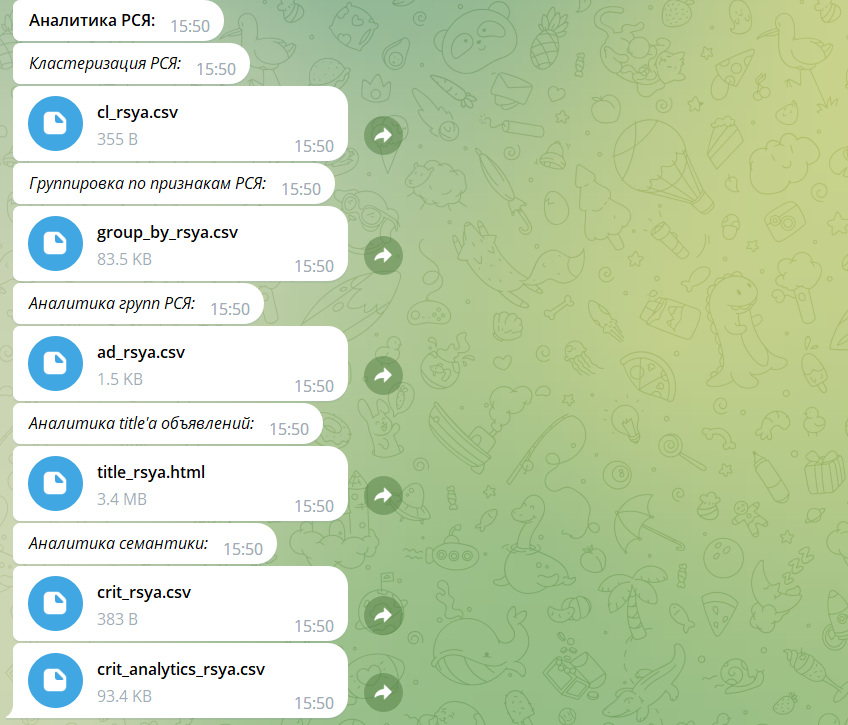 Аналитика РСЯ: 15:50
Кластеризация РСЯ: 15:50
cl_rsya.csv
355 B
15:50
Группировка по признакам РСЯ: 15:50
group_by_rsya.csv
83.5 KB
15:50
Аналитика групп РСЯ: 15:50
ad_rsya.csv
1.5 KB
15:50
Аналитика title'а объявлений: 15:50
title_rsya.html
3.4 MB
15:50
Аналитика семантики: 15:50
crit_rsya.csv
383 B
15:50
crit_analytics_rsya.csv
93.4 KB
15:50